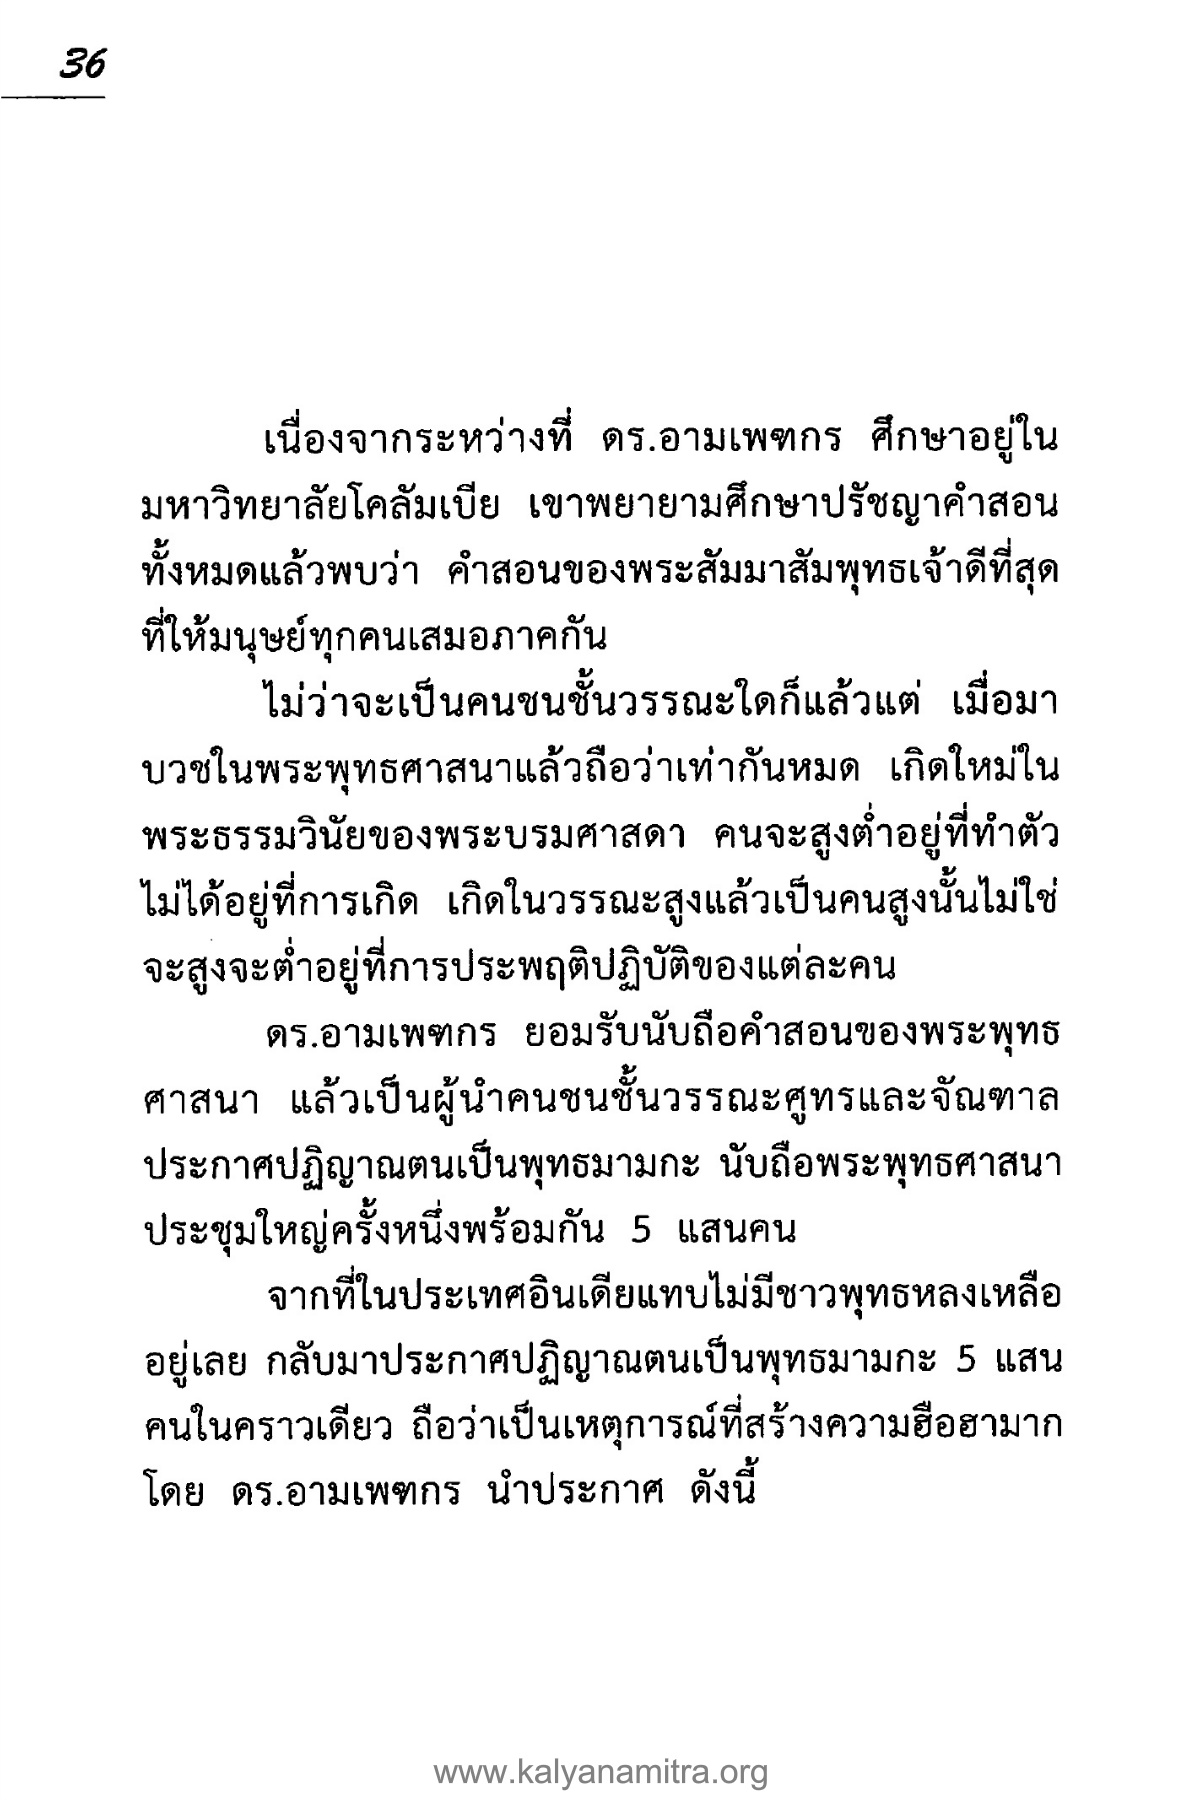 36
เนื่องจากระหว่างที่ ดร.อามเพฑกร ศึกษาอยู่ใน
มหาวิทยาลัยโคลัมเบีย เขาพยายามศึกษาปรัชญาคำสอน
ทั้งหมดแล้วพบว่า คำสอนของพระสัมมาสัมพุทธเจ้าดีที่สุด
ที่ให้มนุษย์ทุกคนเสมอภาคกัน
ไม่ว่าจะเป็นคนชนชั้นวรรณะใดก็แล้วแต่ เมื่อมา
บวชในพระพุทธศาสนาแล้วถือว่าเท่ากันหมด เกิดใหม่ใน
พระธรรมวินัยของพระบรมศาสดา คนจะสูงต่ำอยู่ที่ทำตัว
ไม่ได้อยู่ที่การเกิด เกิดในวรรณะสูงแล้วเป็นคนสูงนั้นไม่ใช่
จะสูงจะต่ำอยู่ที่การประพฤติปฏิบัติของแต่ละคน
ดร.อามเพฑกร ยอมรับนับถือคำสอนของพระพุทธ
ศาสนา แล้วเป็นผู้นำคนชนชั้นวรรณะศูทรและจัณฑาล
ประกาศปฏิญาณตนเป็นพุทธมามกะ นับถือพระพุทธศาสนา
ประชุมใหญ่ครั้งหนึ่งพร้อมกัน 5 แสนคน
จากที่ในประเทศอินเดียแทบไม่มีชาวพุทธหลงเหลือ
อยู่เลย กลับมาประกาศปฏิญาณตนเป็นพุทธมามกะ 5 แสน
คนในคราวเดียว ถือว่าเป็นเหตุการณ์ที่สร้างความฮือฮามาก
โดย ดร.อามเพฑกร นำประกาศ ดังนี้
www.kalyanamitra.org